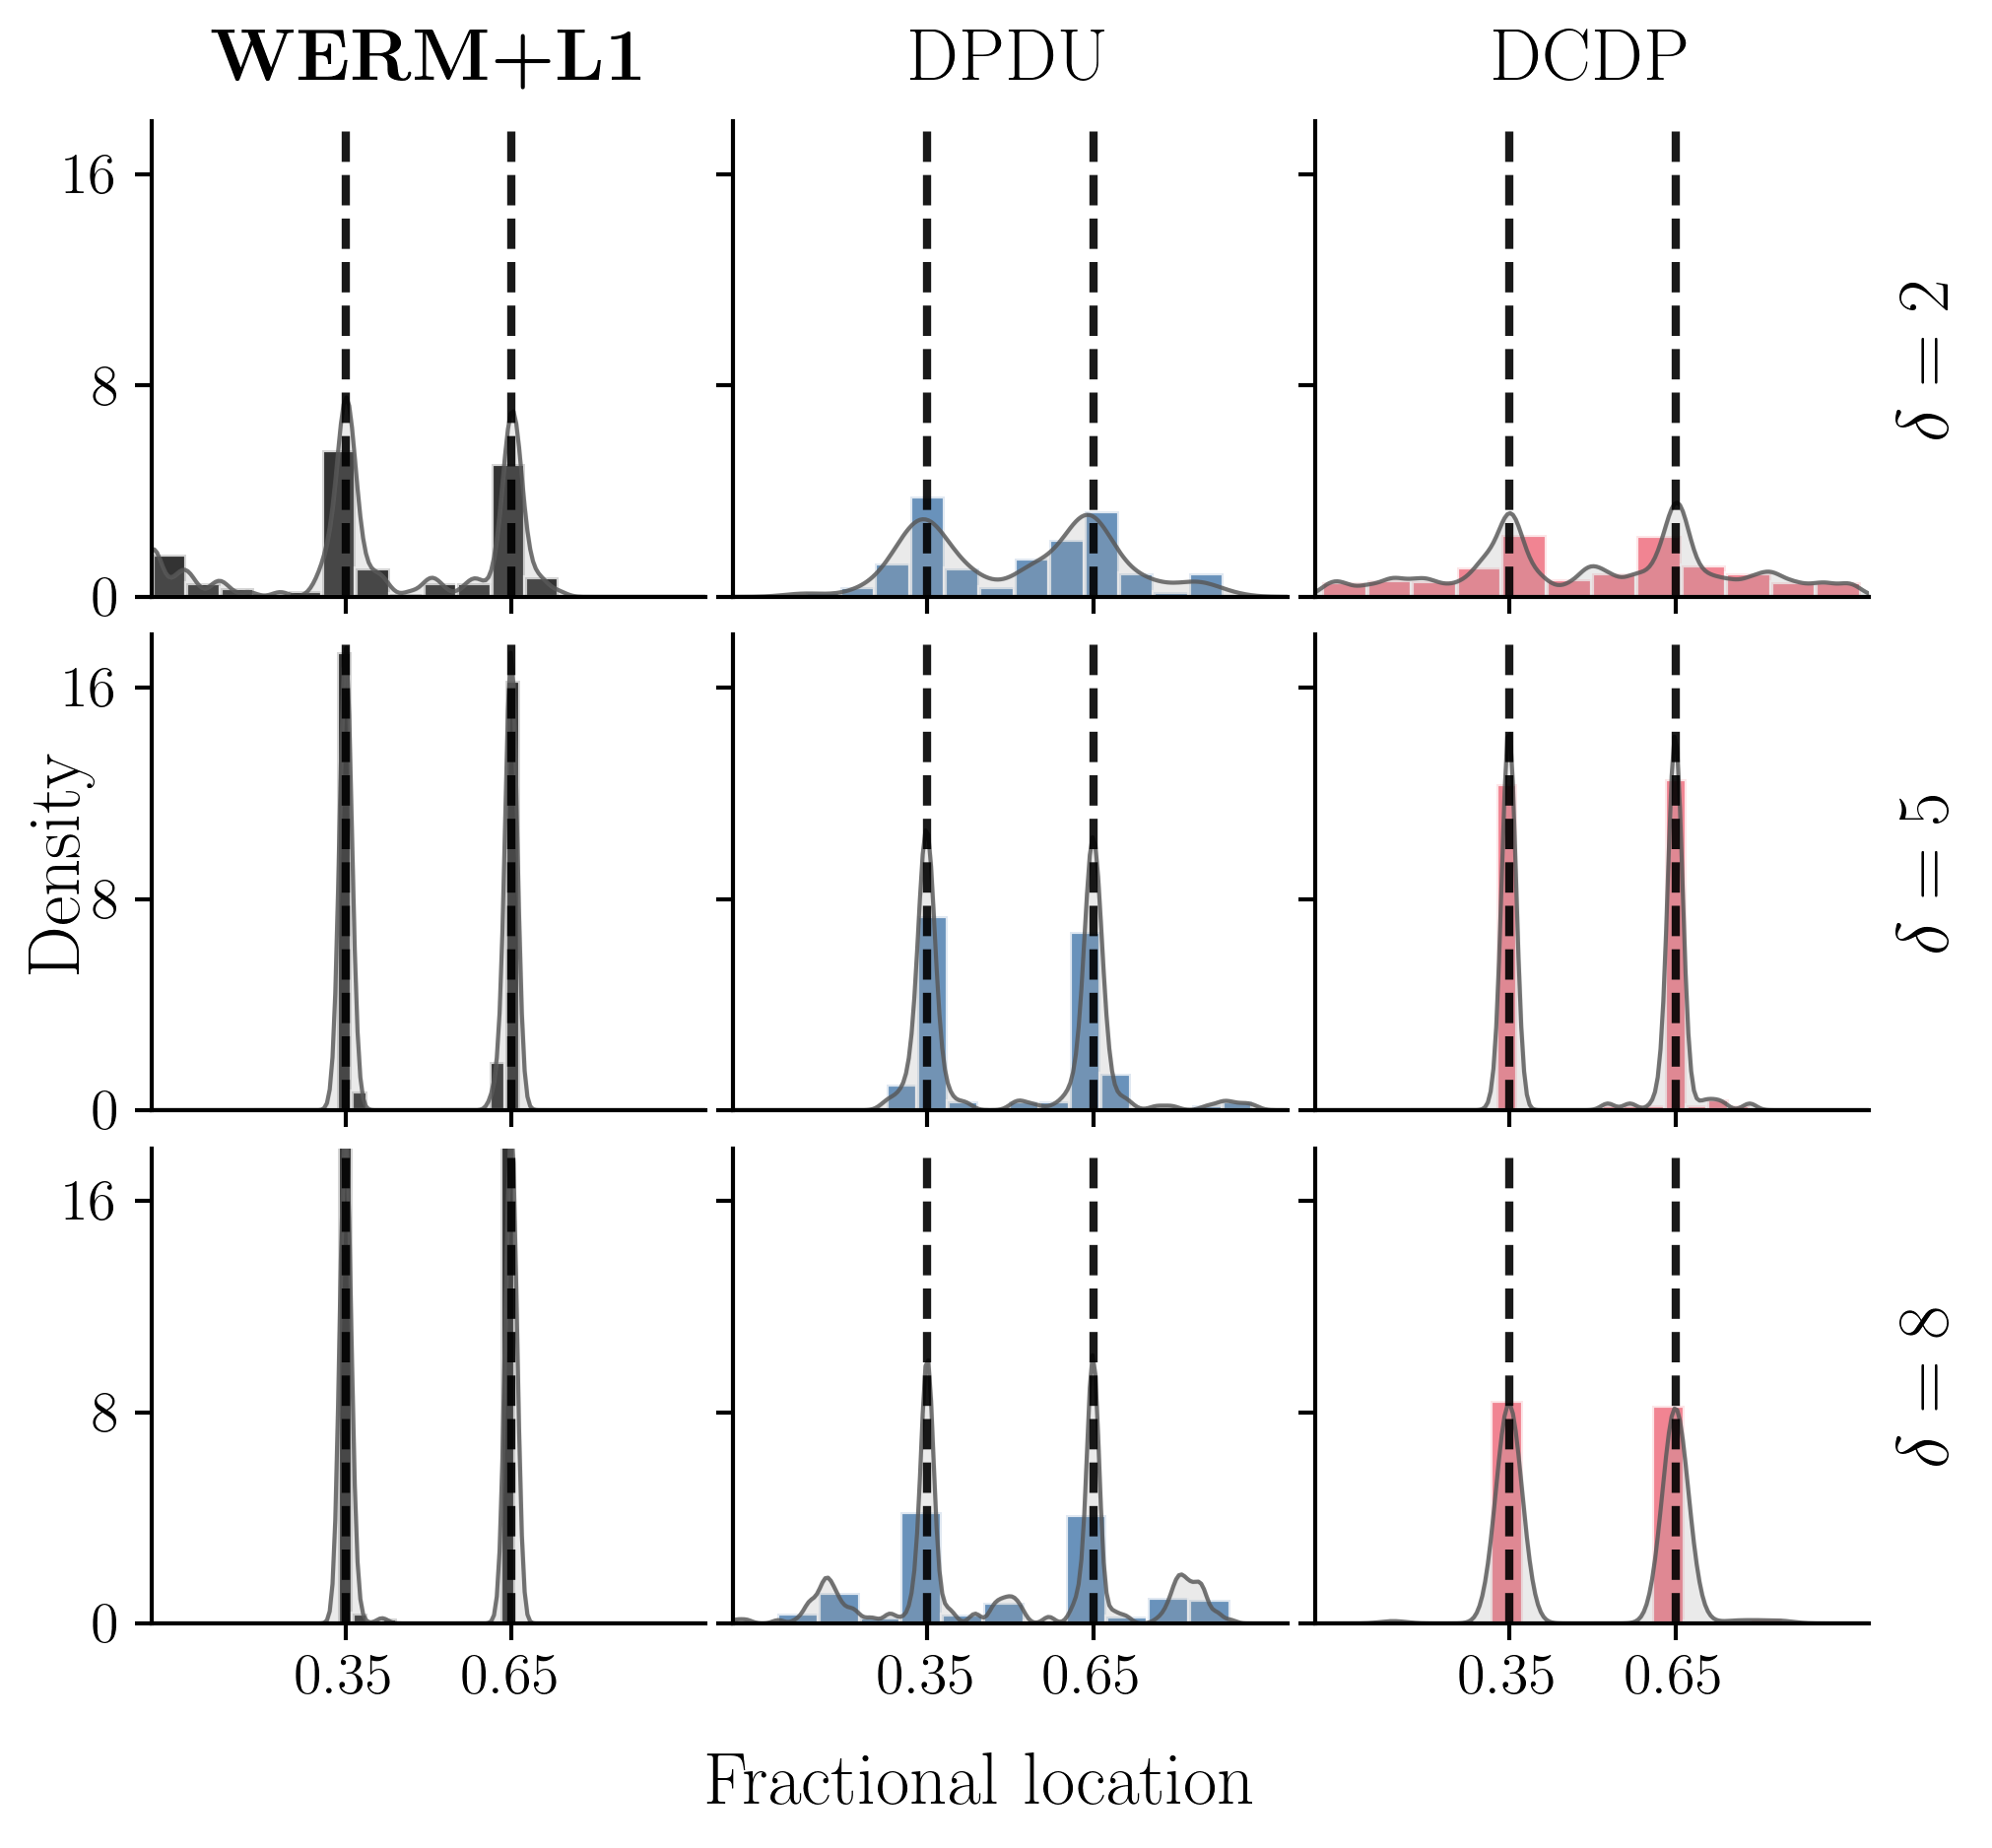 WERM+L1 DPDU DCDP
16
8
0
δ = 2
16
8
0
δ = 5
Density
16
8
0
δ = 8
0.35 0.65 0.35 0.65 0.35 0.65
Fractional location